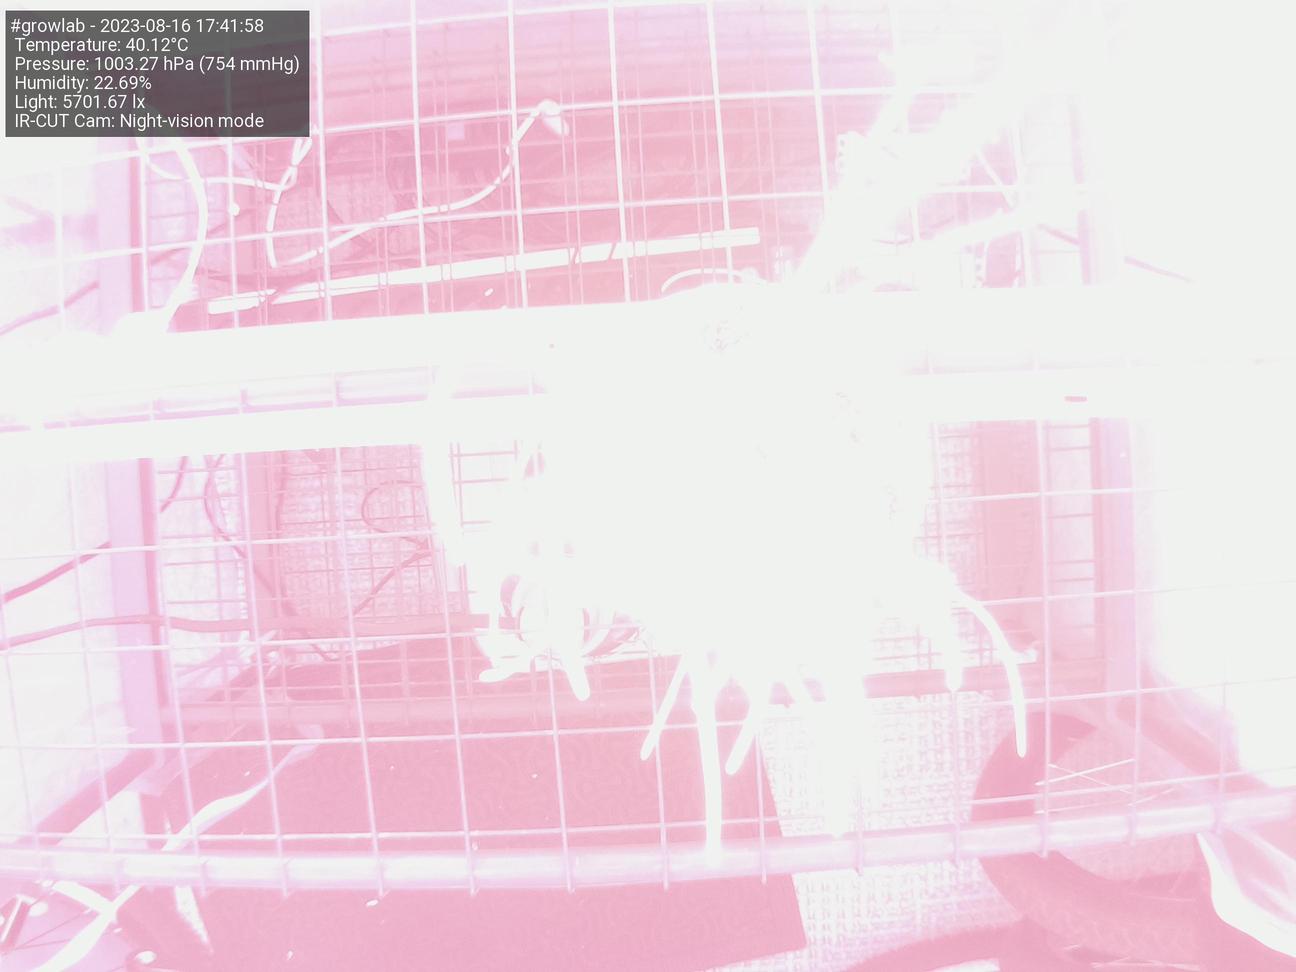 #growlab - 2023-08-16 17:41:58
Temperature: 40.12°C
Pressure: 1003.27 hPa (754 mmHg)
Humidity: 22.69%
Light: 5701.67 lx
IR-CUT Cam: Night-vision mode